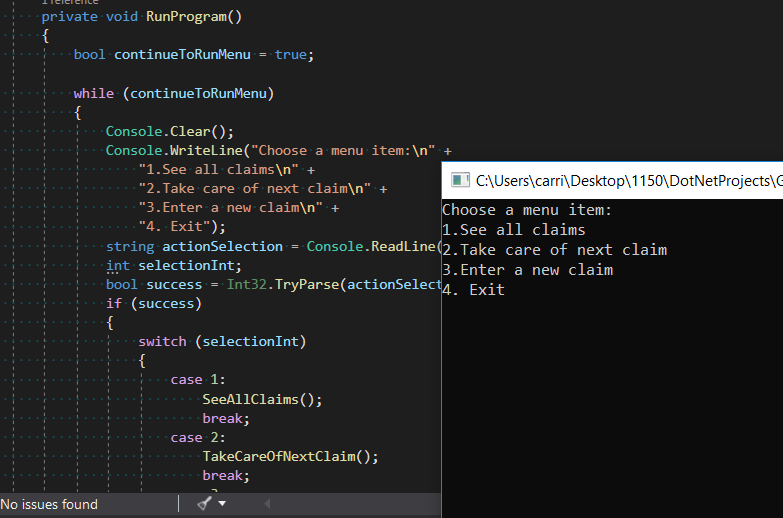 1 reference
private void RunProgram()
{
bool continueToRunMenu = true;
while (continueToRunMenu)
{
Console.Clear();
Console.WriteLine("Choose a menu item:\n" +
"1.See all claims\n" +
"2.Take care of next claim\n" +
"3.Enter a new claim\n" +
"4. Exit");
string actionSelection = Console.ReadLine(
int selectionInt;
bool success = Int32.TryParse(actionSelect
if (success)
{
switch (selectionInt)
{
case 1:
SeeAllClaims();
break;
case 2:
TakeCareOfNextClaim();
break;
No issues found
C:\Users\carri\Desktop\1150\DotNetProjects\G
Choose a menu item:
1.See all claims
2.Take care of next claim
3.Enter a new claim
4. Exit